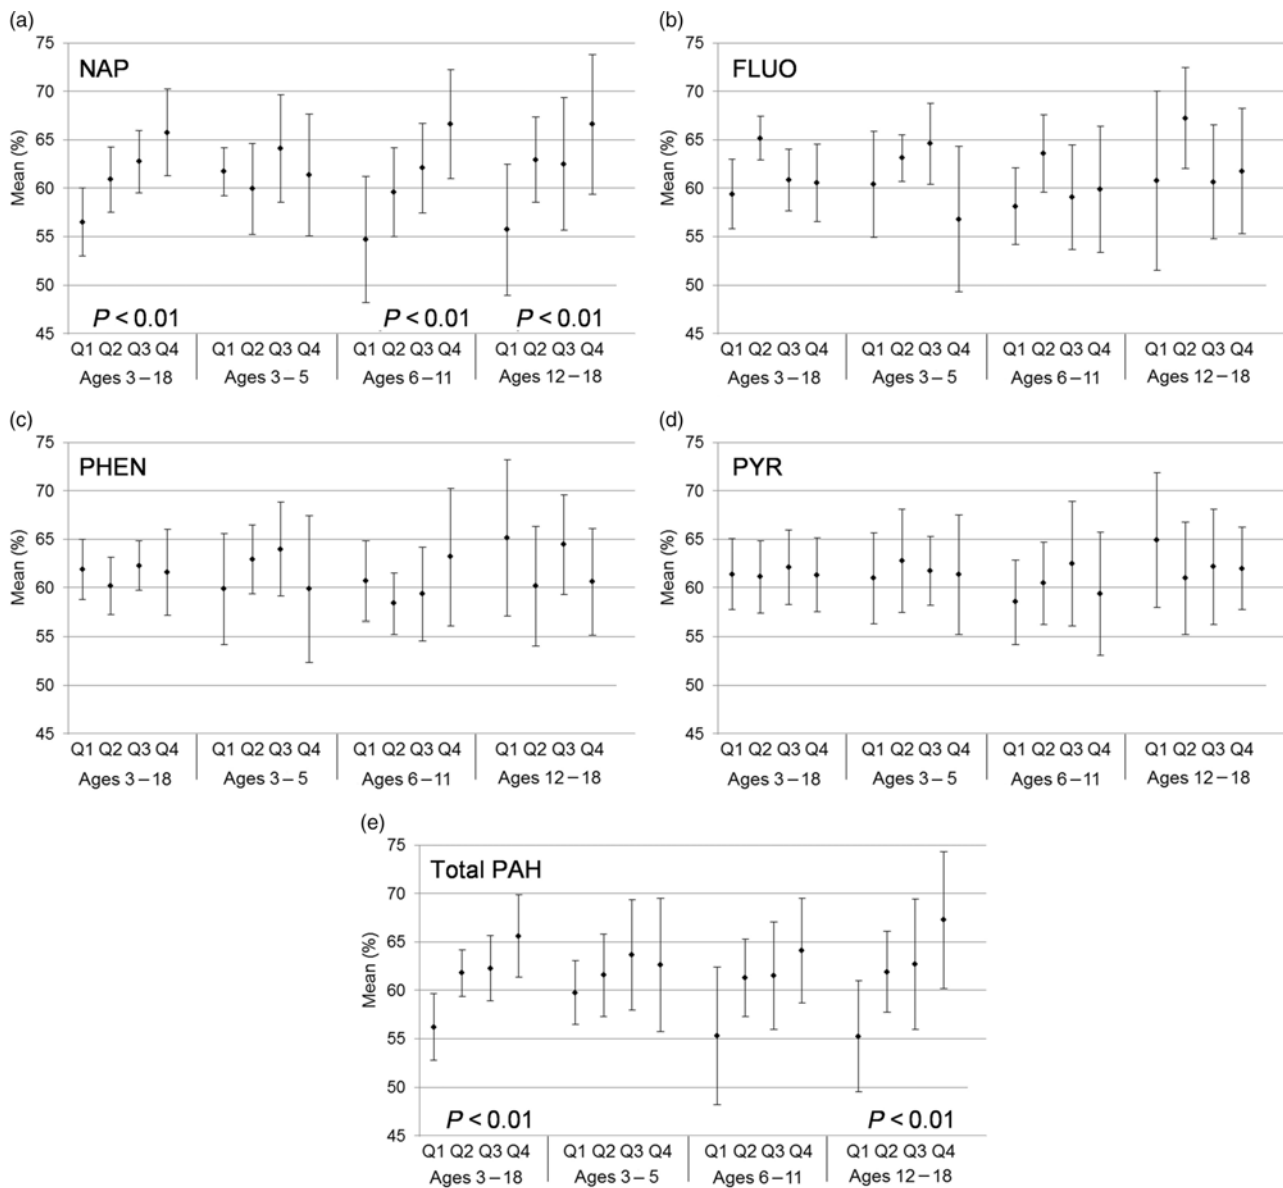 (a)
75
NAP
70
65
60
55
50
45
Mean (%)
P < 0.01
P < 0.01
P < 0.01
Q1 Q2 Q3 Q4
Q1 Q2 Q3 Q4
Q1 Q2 Q3 Q4
Q1 Q2 Q3 Q4
Ages 3–18
Ages 3–5
Ages 6–11
Ages 12–18
(b)
75
FLUO
70
65
60
55
50
45
Mean (%)
Q1 Q2 Q3 Q4
Q1 Q2 Q3 Q4
Q1 Q2 Q3 Q4
Q1 Q2 Q3 Q4
Ages 3–18
Ages 3–5
Ages 6–11
Ages 12–18
(c)
75
PHEN
70
65
60
55
50
45
Mean (%)
Q1 Q2 Q3 Q4
Q1 Q2 Q3 Q4
Q1 Q2 Q3 Q4
Q1 Q2 Q3 Q4
Ages 3–18
Ages 3–5
Ages 6–11
Ages 12–18
(d)
75
PYR
70
65
60
55
50
45
Mean (%)
Q1 Q2 Q3 Q4
Q1 Q2 Q3 Q4
Q1 Q2 Q3 Q4
Q1 Q2 Q3 Q4
Ages 3–18
Ages 3–5
Ages 6–11
Ages 12–18
(e)
75
Total PAH
70
65
60
55
50
45
Mean (%)
P < 0.01
P < 0.01
Q1 Q2 Q3 Q4
Q1 Q2 Q3 Q4
Q1 Q2 Q3 Q4
Q1 Q2 Q3 Q4
Ages 3–18
Ages 3–5
Ages 6–11
Ages 12–18